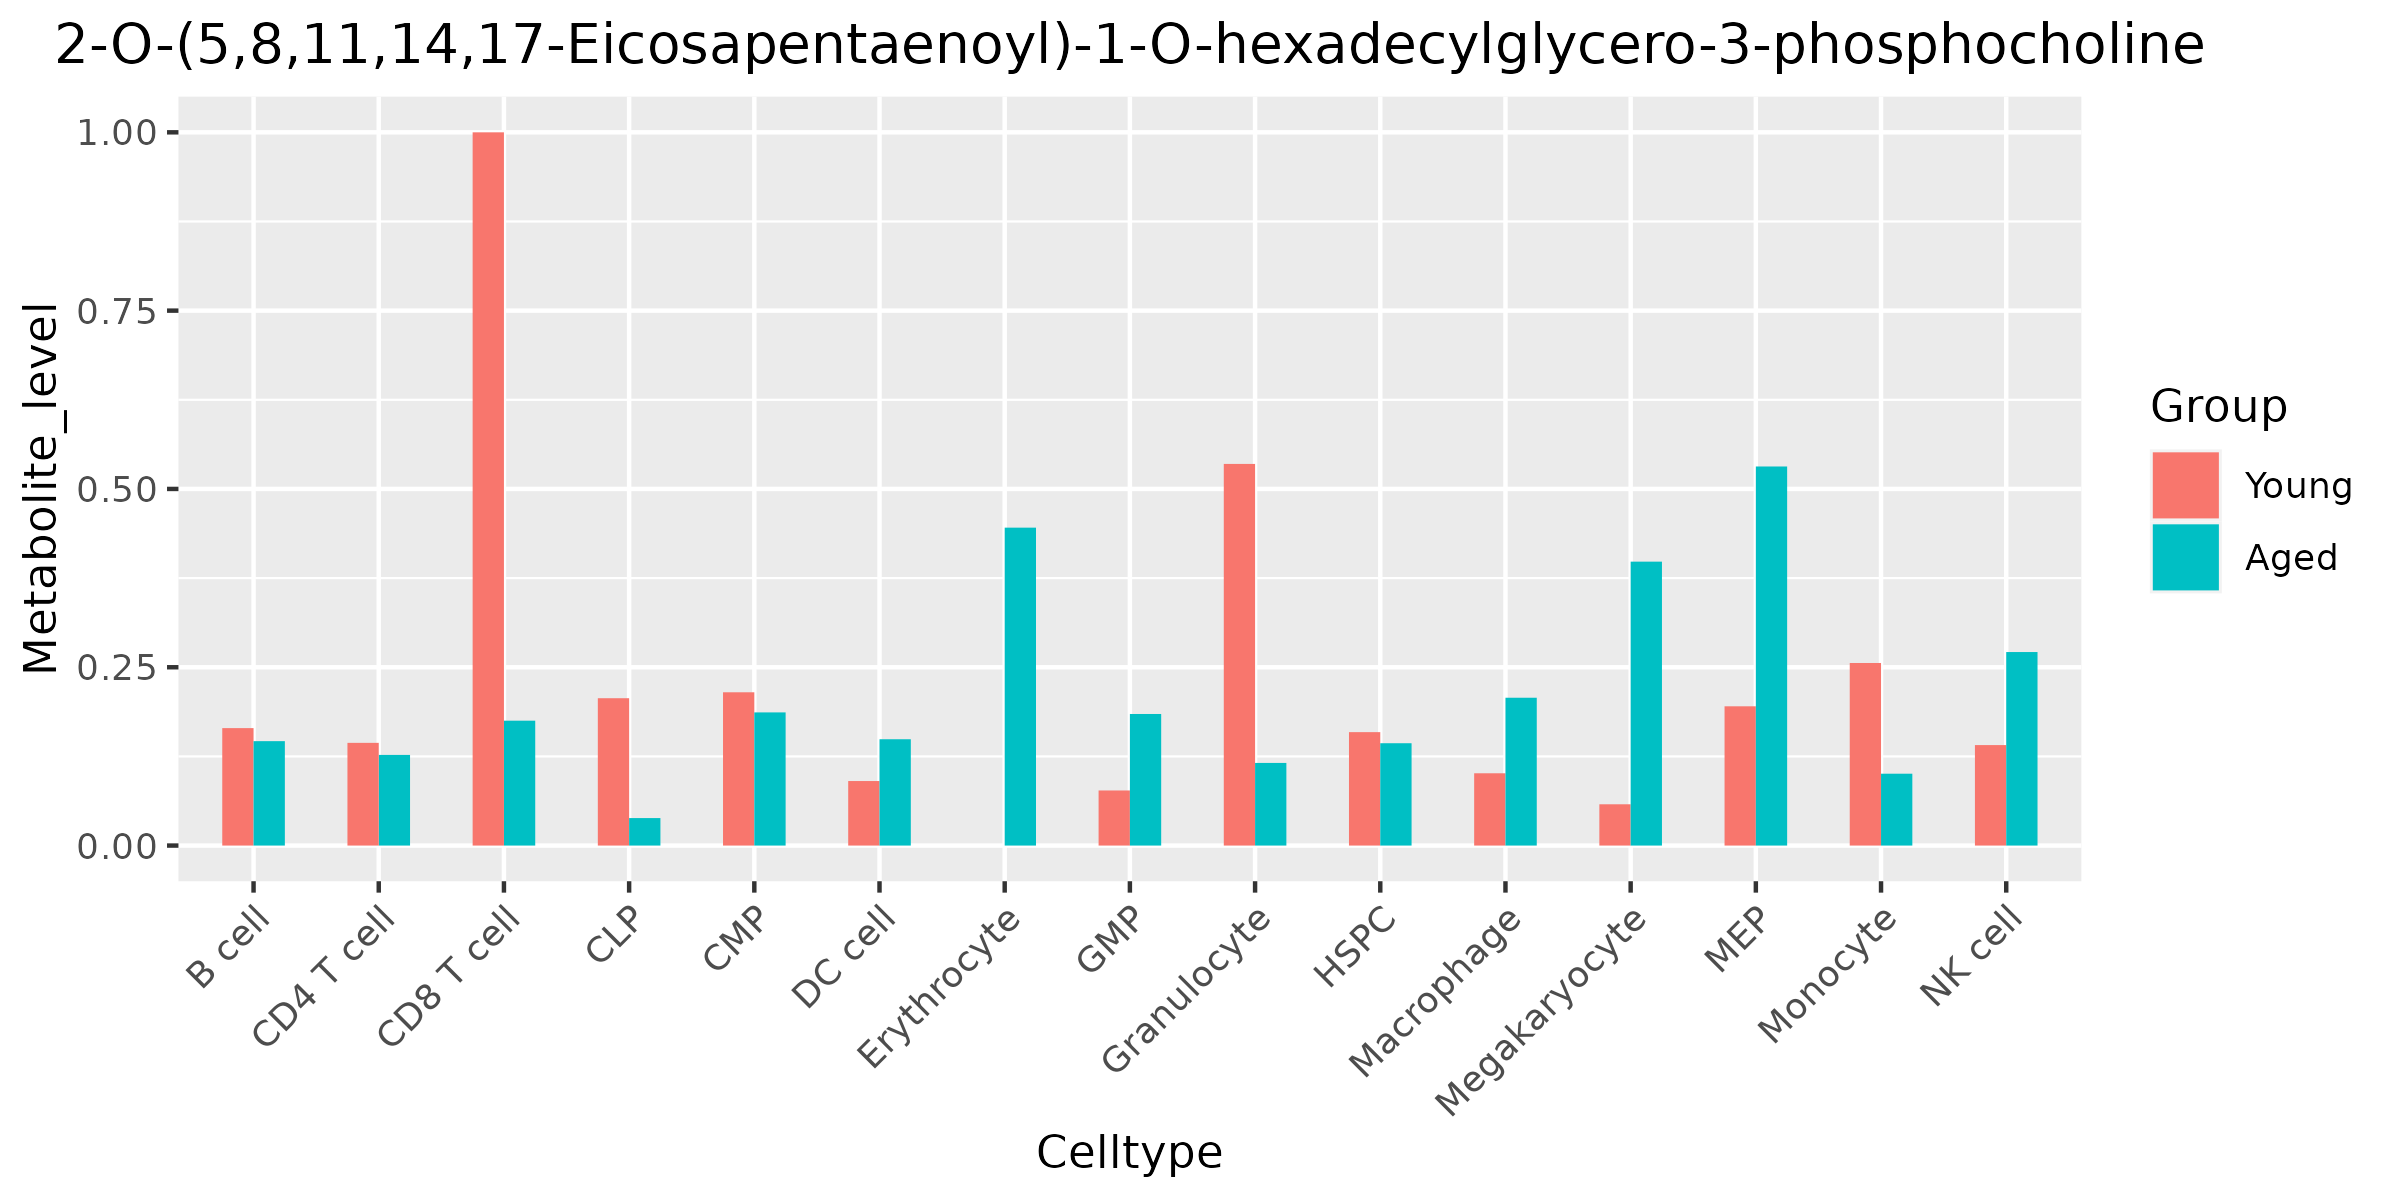 2-O-(5,8,11,14,17-Eicosapentaenoyl)-1-O-hexadecylglycero-3-phosphocholine
Metabolite_level
1.00
0.75
0.50
0.25
0.00
B cell
CD4 T cell
CD8 T cell
CLP
CMP
DC cell
Erythrocyte
GMP
Granulocyte
HSPC
Macrophage
Megakaryocyte
MEP
Monocyte
NK cell
Celltype
Group
Young
Aged